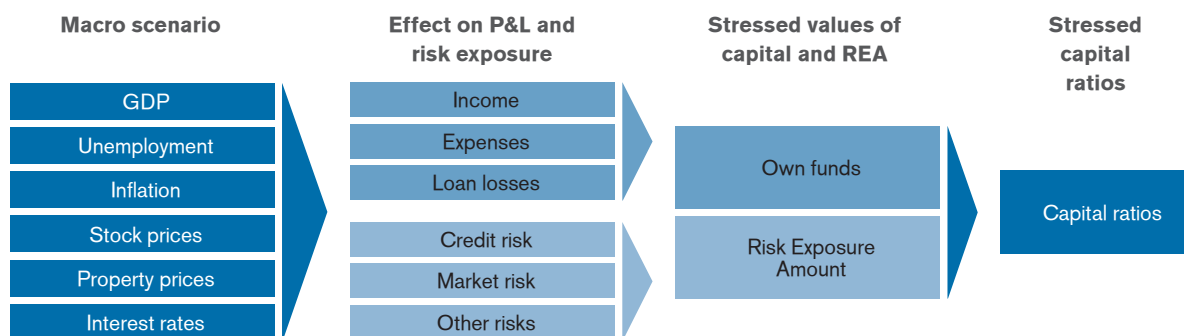 Macro scenario
GDP
Unemployment
Inflation
Stock prices
Property prices
Interest rates
Effect on P&L and
risk exposure
Income
Expenses
Loan losses
Credit risk
Market risk
Other risks
Stressed values of
capital and REA
Own funds
Risk Exposure
Amount
Stressed
capital
ratios
Capital ratios